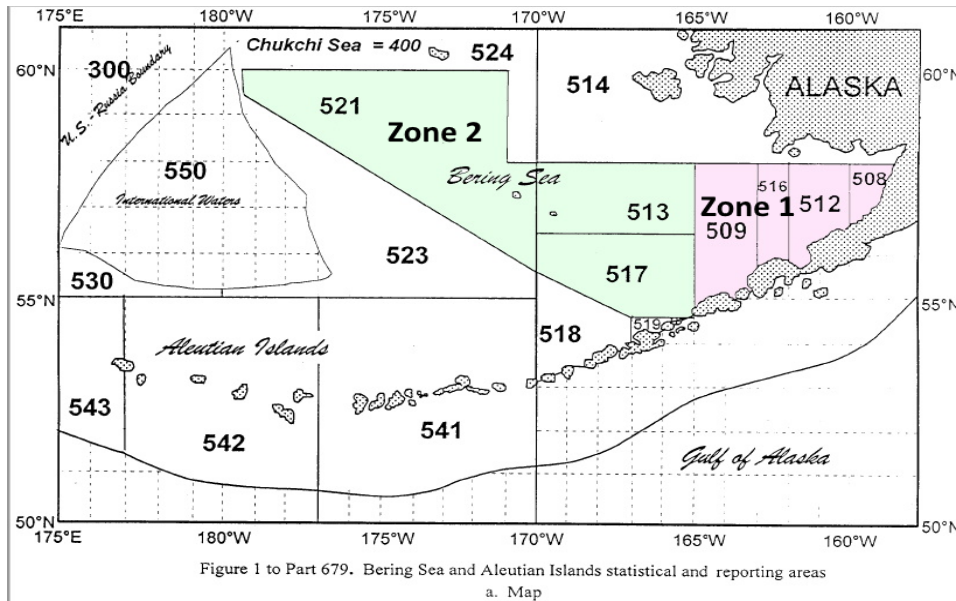 175°E
180°W
175°W
170°W
165°W
160°W
60°N
60°N
300
U.S.-Russia Boundary
Chukchi Sea = 400
524
514
ALASKA
521
Zone 2
550
International Waters
Bering Sea
513
Zone 1
509
516
512
508
523
517
530
55°N
55°N
518
519
Aleutian Islands
543
542
541
Gulf of Alaska
50°N
50°N
175°E
180°W
175°W
170°W
165°W
160°W
Figure 1 to Part 679. Bering Sea and Aleutian Islands statistical and reporting areas
a. Map